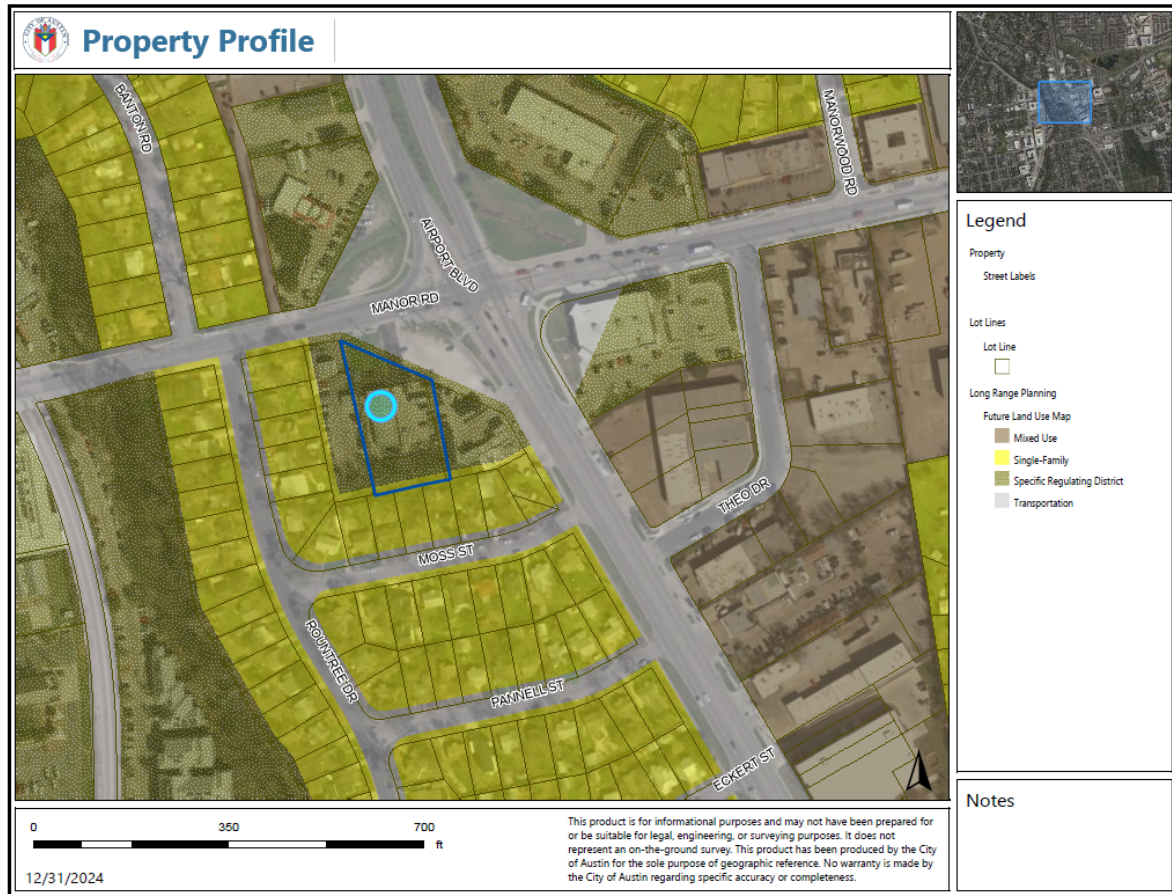 Property Profile
BANTON RD
MANORWOOD RD
AIRPORT BLVD
MANOR RD
THEO DR
MOSS ST
ROUNTREE DR
PANNELL ST
ECKERT ST
Legend
Property
Street Labels
Lot Lines
Lot Line
Long Range Planning
Future Land Use Map
Mixed Use
Single-Family
Specific Regulating District
Transportation
Notes
0 350 700
ft
12/31/2024
This product is for informational purposes and may not have been prepared for
or be suitable for legal, engineering, or surveying purposes. It does not
represent an on-the-ground survey. This product has been produced by the City
of Austin for the sole purpose of geographic reference. No warranty is made by
the City of Austin regarding specific accuracy or completeness.